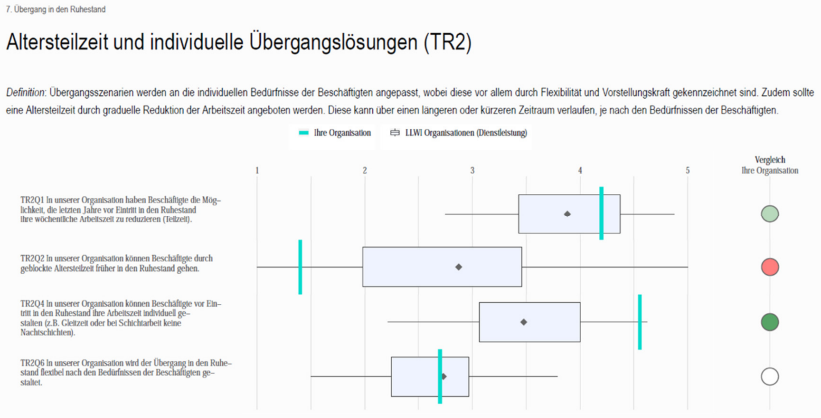 7. Übergang in den Ruhestand
Altersteilzeit und individuelle Übergangslösungen (TR2)
Definition: Übergangsszenarien werden an die individuellen Bedürfnisse der Beschäftigten angepasst, wobei diese vor allem durch Flexibilität und Vorstellungskraft gekennzeichnet sind. Zudem sollte
eine Altersteilzeit durch graduelle Reduktion der Arbeitszeit angeboten werden. Diese kann über einen längeren oder kürzeren Zeitraum verlaufen, je nach den Bedürfnissen der Beschäftigten.
Ihre Organisation LLWI Organisationen (Dienstleistung)
Vergleich
Ihre Organisation
1 2 3 4 5
TR2Q1 In unserer Organisation haben Beschäftigte die Mög–
lichkeit, die letzten Jahre vor Eintritt in den Ruhestand
ihre wöchentliche Arbeitszeit zu reduzieren (Teilzeit).
TR2Q2 In unserer Organisation können Beschäftigte durch
geblockte Altersteilzeit früher in den Ruhestand gehen.
TR2Q4 In unserer Organisation können Beschäftigte vor Ein–
tritt in den Ruhestand ihre Arbeitszeit individuell ge–
stalten (z.B. Gleitzeit oder bei Schichtarbeit keine
Nachtschichten).
TR2Q6 In unserer Organisation wird der Übergang in den Ruhe–
stand flexibel nach den Bedürfnissen der Beschäftigten ge–
staltet.